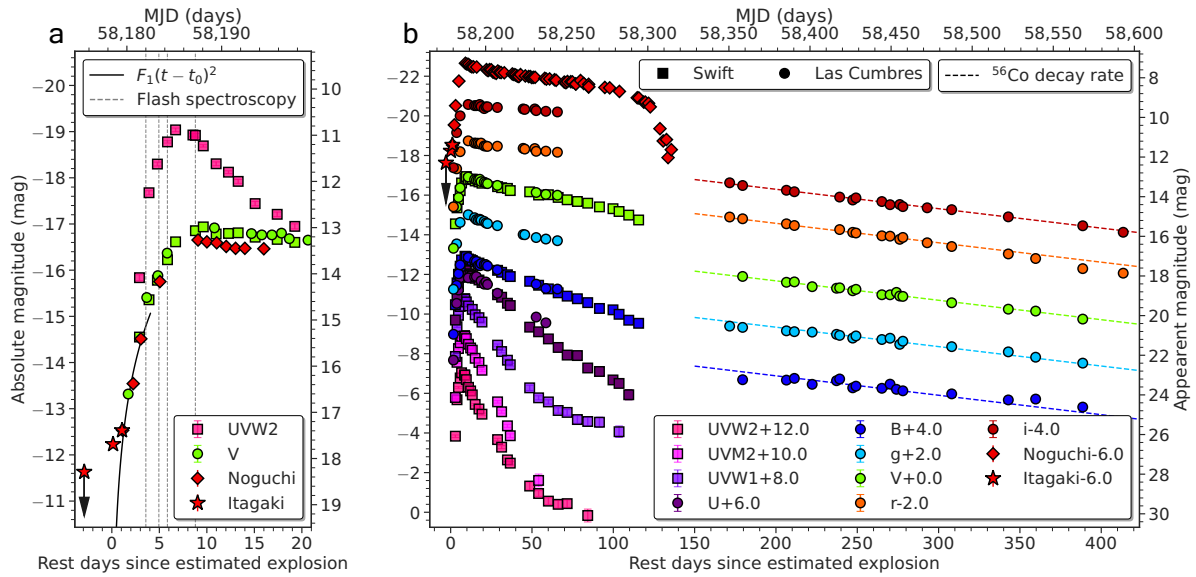 a
MJD (days)
58,180 58,190
−20
−19
−18
−17
−16
−15
−14
−13
−12
−11
Absolute magnitude (mag)
10
11
12
13
14
15
16
17
18
19
F₁(t − t₀)²
Flash spectroscopy
UVW2
V
Noguchi
Itagaki
0 5 10 15 20
Rest days since estimated explosion
b
MJD (days)
58,200 58,250 58,300 58,350 58,400 58,450 58,500 58,550 58,600
−22
−20
−18
−16
−14
−12
−10
−8
−6
−4
−2
0
8
10
12
14
16
18
20
22
24
26
28
30
Apparent magnitude (mag)
Swift Las Cumbres
⁵⁶Co decay rate
UVW2+12.0 B+4.0 i-4.0
UVM2+10.0 g+2.0 Noguchi-6.0
UVW1+8.0 V+0.0 Itagaki-6.0
U+6.0 r-2.0
0 50 100 150 200 250 300 350 400
Rest days since estimated explosion